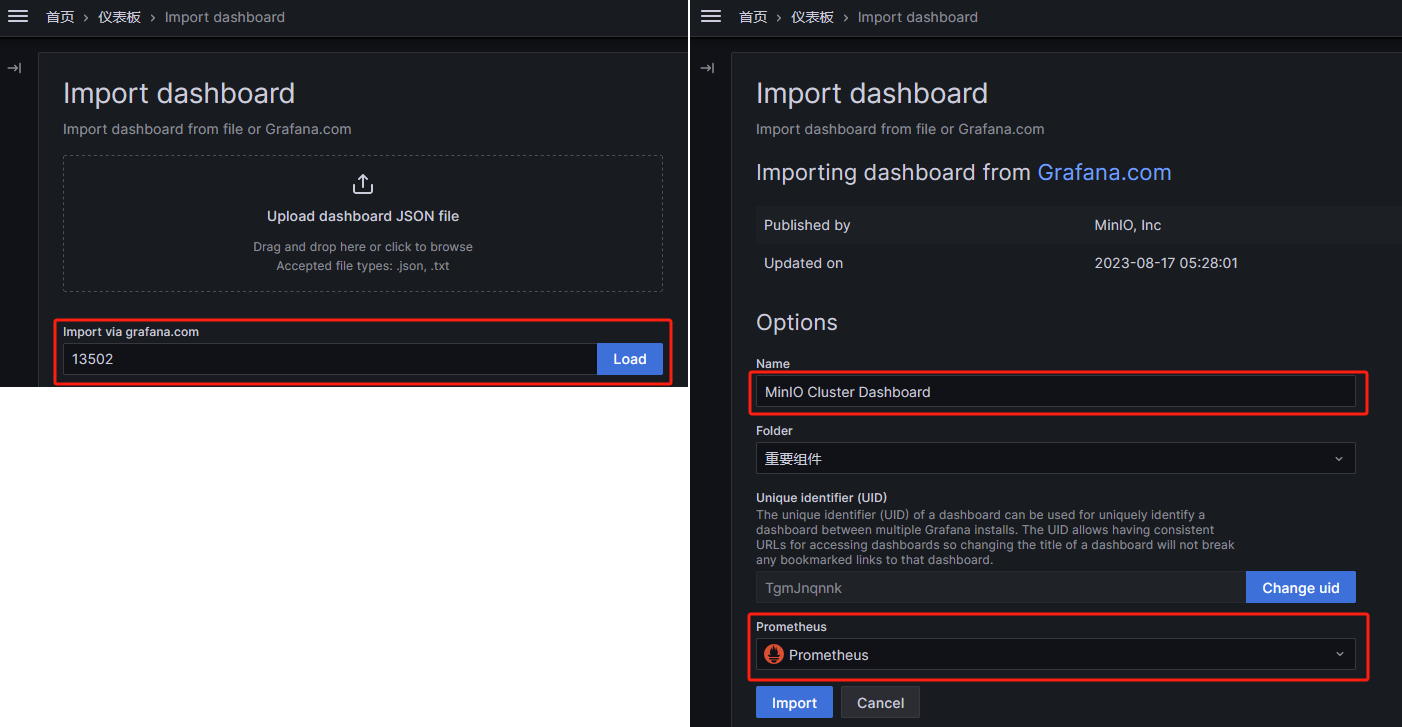 首页 › 仪表板 › Import dashboard
Import dashboard
Import dashboard from file or Grafana.com
Upload dashboard JSON file
Drag and drop here or click to browse
Accepted file types: .json, .txt
Import via grafana.com
13502 Load
首页 › 仪表板 › Import dashboard
Import dashboard
Import dashboard from file or Grafana.com
Importing dashboard from Grafana.com
Published by MinIO, Inc
Updated on 2023-08-17 05:28:01
Options
Name
MinIO Cluster Dashboard
Folder
重要组件
Unique identifier (UID)
The unique identifier (UID) of a dashboard can be used for uniquely identify a
dashboard between multiple Grafana installs. The UID allows having consistent
URLs for accessing dashboards so changing the title of a dashboard will not break
any bookmarked links to that dashboard.
TgmJnqnnk Change uid
Prometheus
Prometheus
Import Cancel